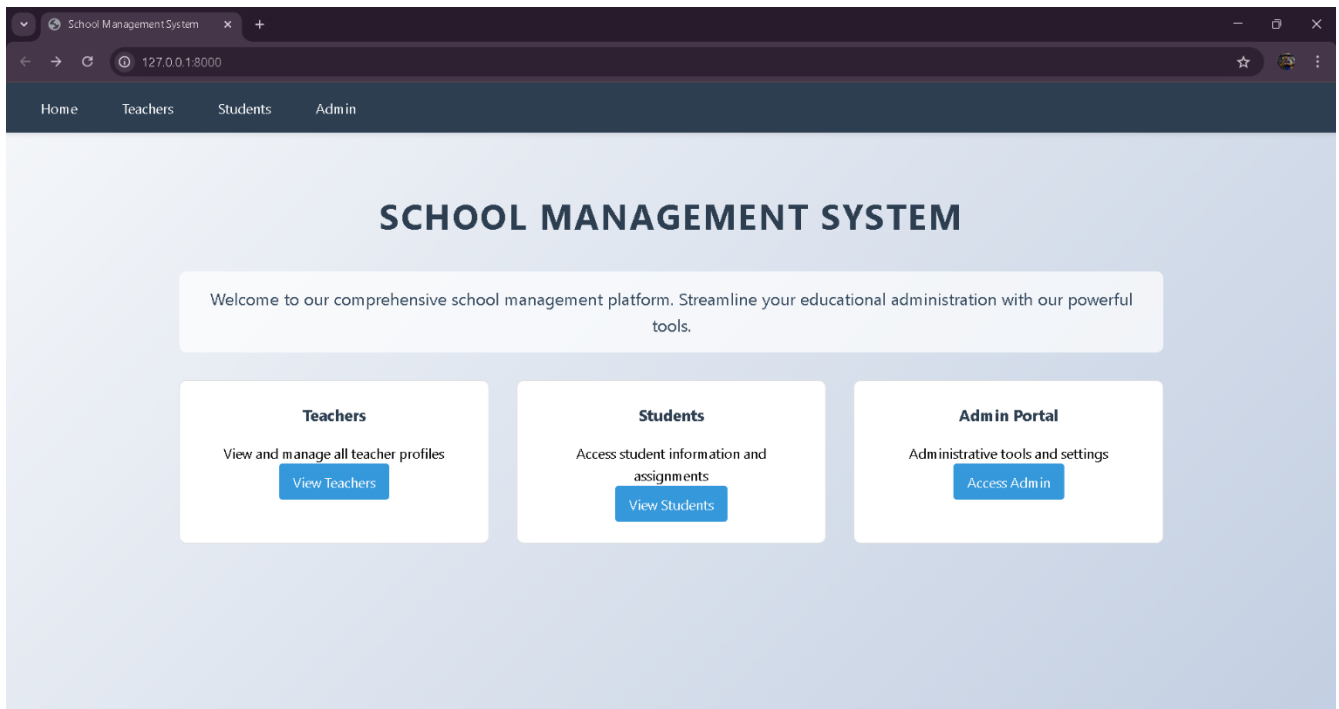 School Management System
127.0.0.1:8000
Home Teachers Students Admin
SCHOOL MANAGEMENT SYSTEM
Welcome to our comprehensive school management platform. Streamline your educational administration with our powerful
tools.
Teachers
View and manage all teacher profiles
View Teachers
Students
Access student information and
assignments
View Students
Admin Portal
Administrative tools and settings
Access Admin